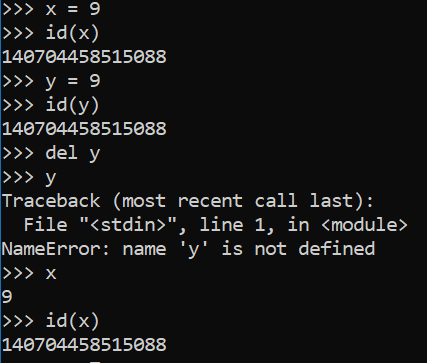 >>> x = 9
>>> id(x)
140704458515088
>>> y = 9
>>> id(y)
140704458515088
>>> del y
>>> y
Traceback (most recent call last):
  File "<stdin>", line 1, in <module>
NameError: name 'y' is not defined
>>> x
9
>>> id(x)
140704458515088